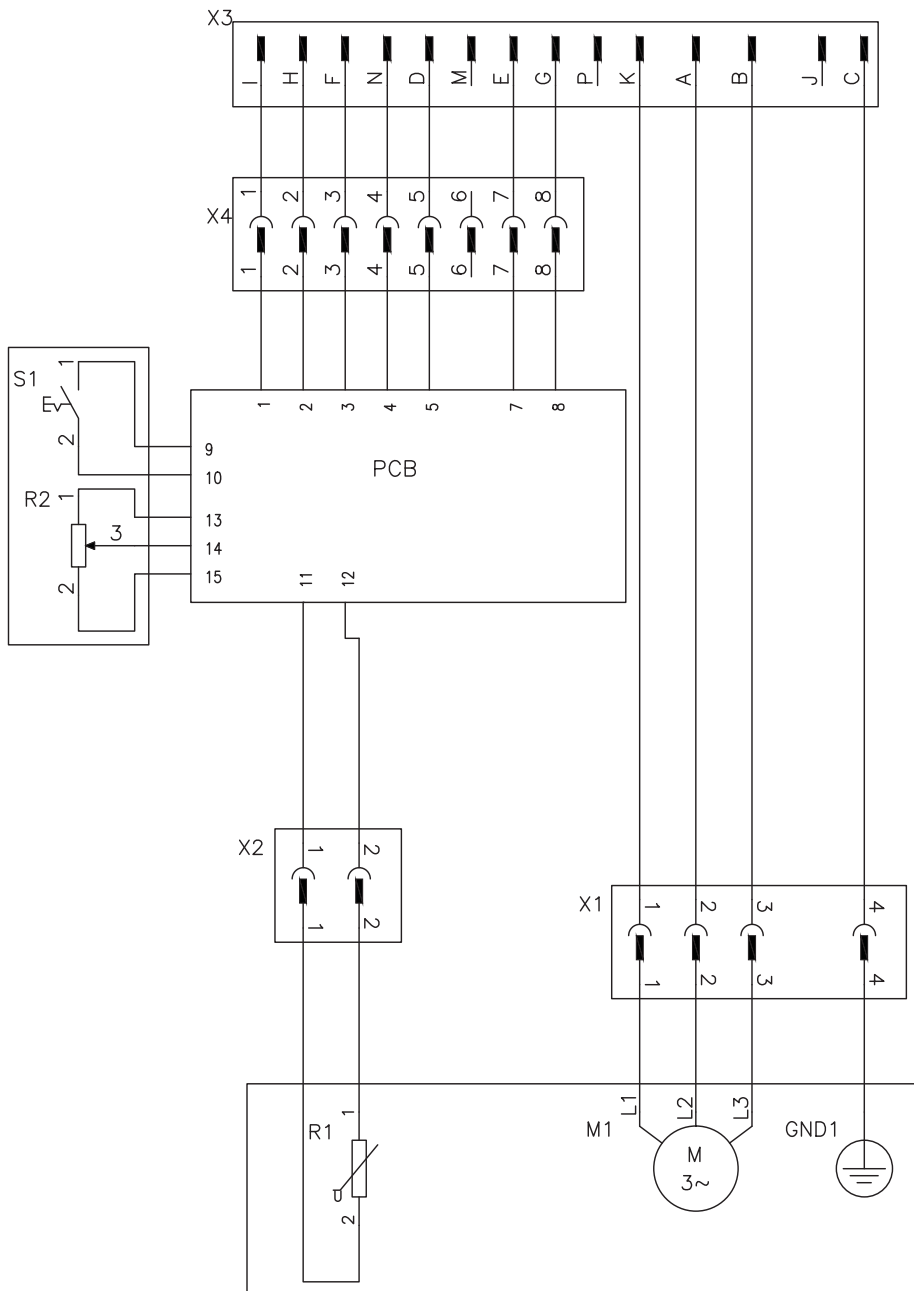 X3
I H F N D M E G P K A B J C
1 2 3 4 5 6 7 8
X4
1 2 3 4 5 6 7 8
S1
1
2
1 2 3 4 5 7 8
PCB
9
10
13
14
15
11 12
R2
1
3
2
X2
1 2
1 2
X1
1 2 3 4
1 2 3 4
R1
1
2
M1
L1 L2 L3
M
3~
GND1